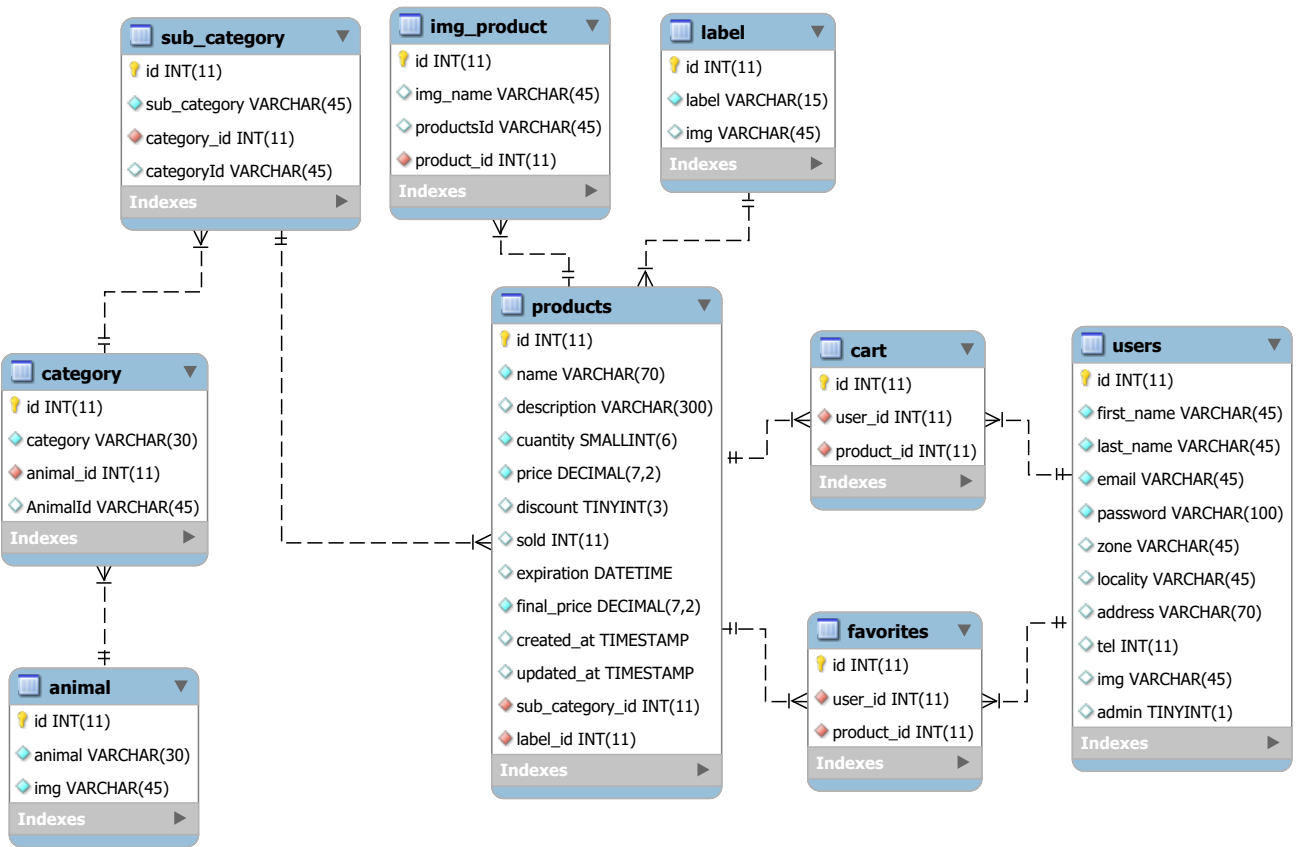 sub_category
id INT(11)
sub_category VARCHAR(45)
category_id INT(11)
categoryId VARCHAR(45)
Indexes
img_product
id INT(11)
img_name VARCHAR(45)
productsId VARCHAR(45)
product_id INT(11)
Indexes
label
id INT(11)
label VARCHAR(15)
img VARCHAR(45)
Indexes
category
id INT(11)
category VARCHAR(30)
animal_id INT(11)
AnimalId VARCHAR(45)
Indexes
animal
id INT(11)
animal VARCHAR(30)
img VARCHAR(45)
Indexes
products
id INT(11)
name VARCHAR(70)
description VARCHAR(300)
cuantity SMALLINT(6)
price DECIMAL(7,2)
discount TINYINT(3)
sold INT(11)
expiration DATETIME
final_price DECIMAL(7,2)
created_at TIMESTAMP
updated_at TIMESTAMP
sub_category_id INT(11)
label_id INT(11)
Indexes
cart
id INT(11)
user_id INT(11)
product_id INT(11)
Indexes
favorites
id INT(11)
user_id INT(11)
product_id INT(11)
Indexes
users
id INT(11)
first_name VARCHAR(45)
last_name VARCHAR(45)
email VARCHAR(45)
password VARCHAR(100)
zone VARCHAR(45)
locality VARCHAR(45)
address VARCHAR(70)
tel INT(11)
img VARCHAR(45)
admin TINYINT(1)
Indexes